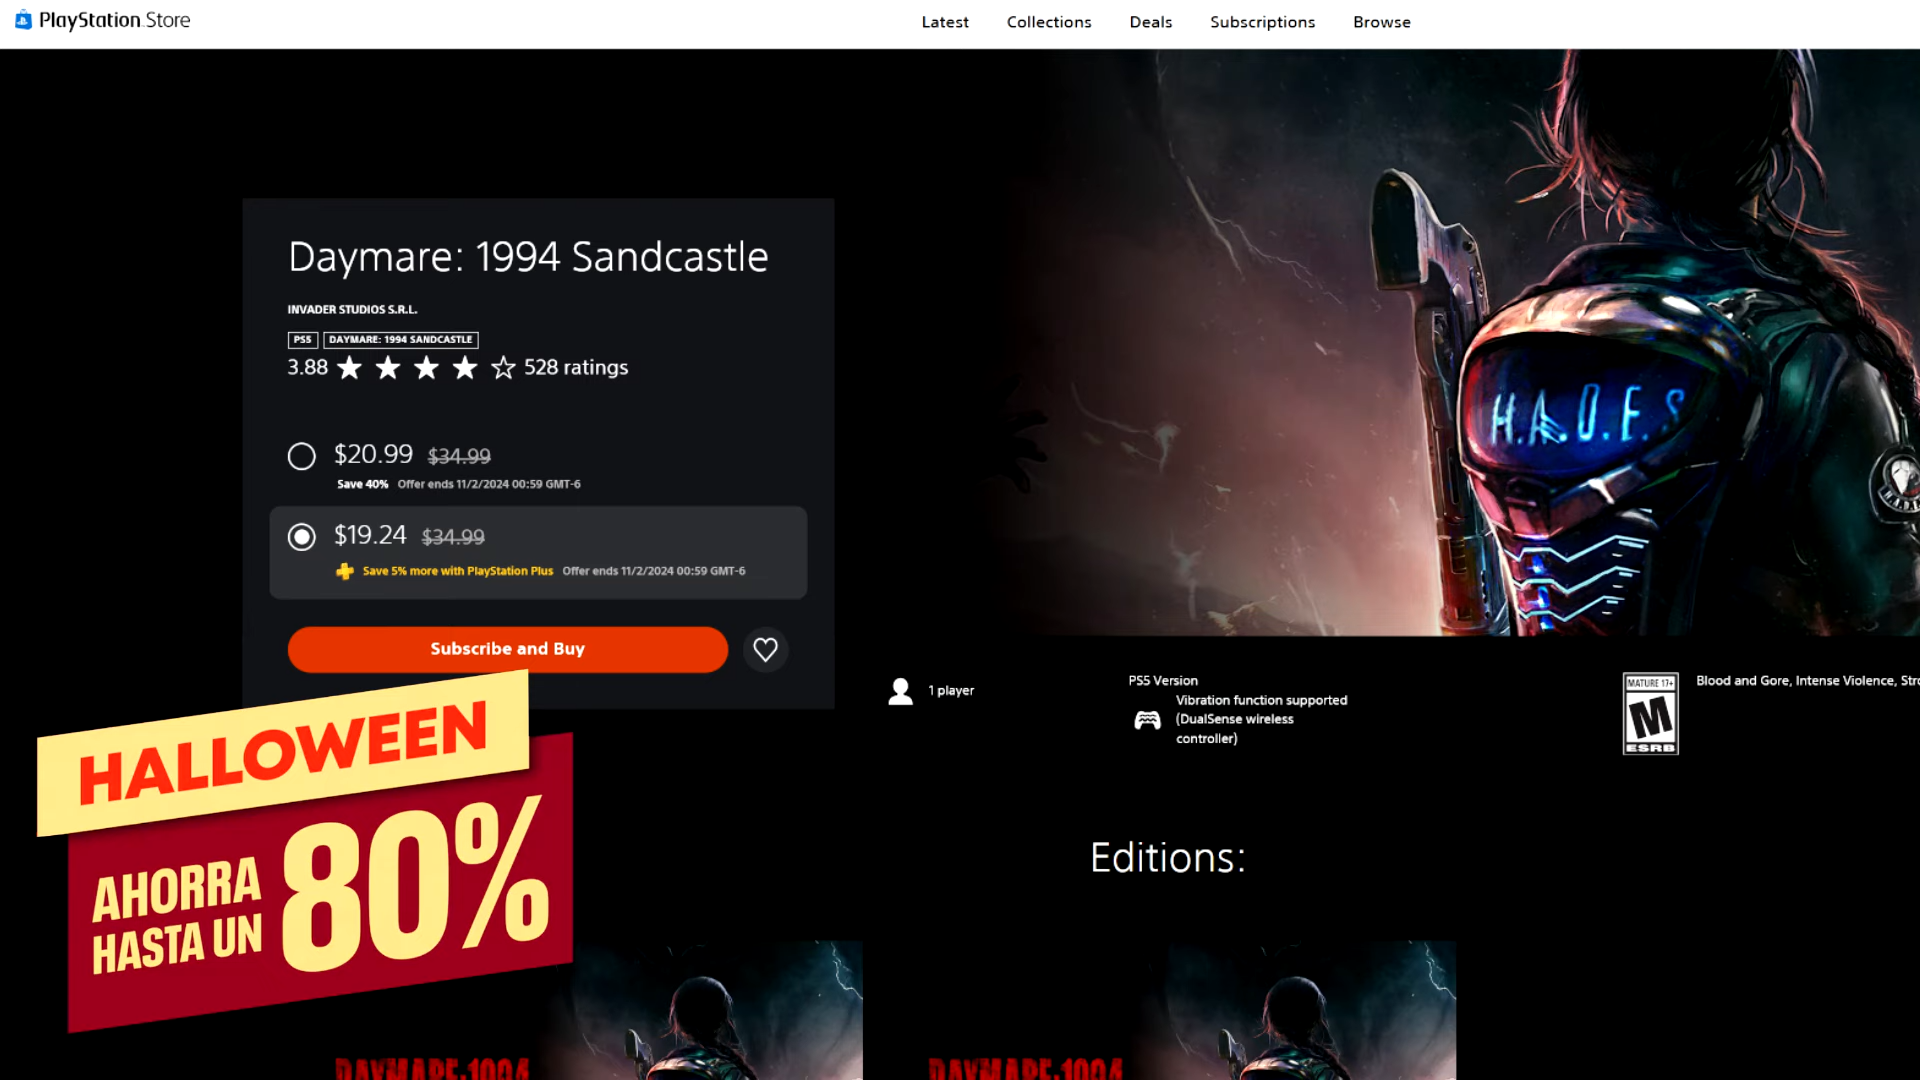 PlayStation Store
Latest
Collections
Deals
Subscriptions
Browse
Daymare: 1994 Sandcastle
INVADER STUDIOS S.R.L.
PS5
DAYMARE: 1994 SANDCASTLE
3.88
528 ratings
$20.99 $34.99
Save 40% Offer ends 11/2/2024 00:59 GMT-6
$19.24 $34.99
Save 5% more with PlayStation Plus Offer ends 11/2/2024 00:59 GMT-6
Subscribe and Buy
H.A.D.E.S
1 player
PS5 Version
Vibration function supported
(DualSense wireless
controller)
MATURE 17+
M
ESRB
Blood and Gore, Intense Violence,
HALLOWEEN
AHORRA
HASTA UN
80%
Editions:
DAYMARE:1994
DAYMARE:1994